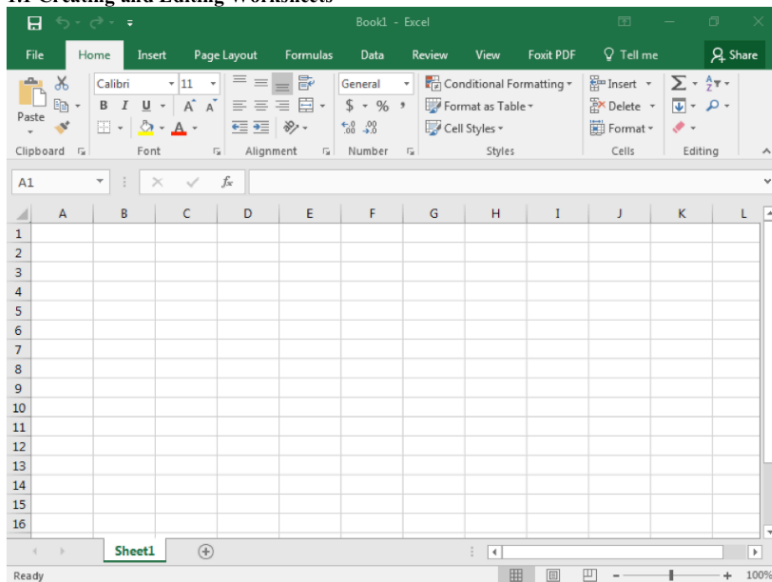 1.1 Creating and Editing Worksheets
Book1 - Excel
File Home Insert Page Layout Formulas Data Review View Foxit PDF Tell me Share
Paste
Calibri 11
B I U A A A
General
$ % ,
.00 .0 .00
Conditional Formatting
Format as Table
Cell Styles
Insert
Delete
Format
Clipboard Font Alignment Number Styles Cells Editing
A1 fx
A B C D E F G H I J K L
1
2
3
4
5
6
7
8
9
10
11
12
13
14
15
16
Sheet1
Ready 100%